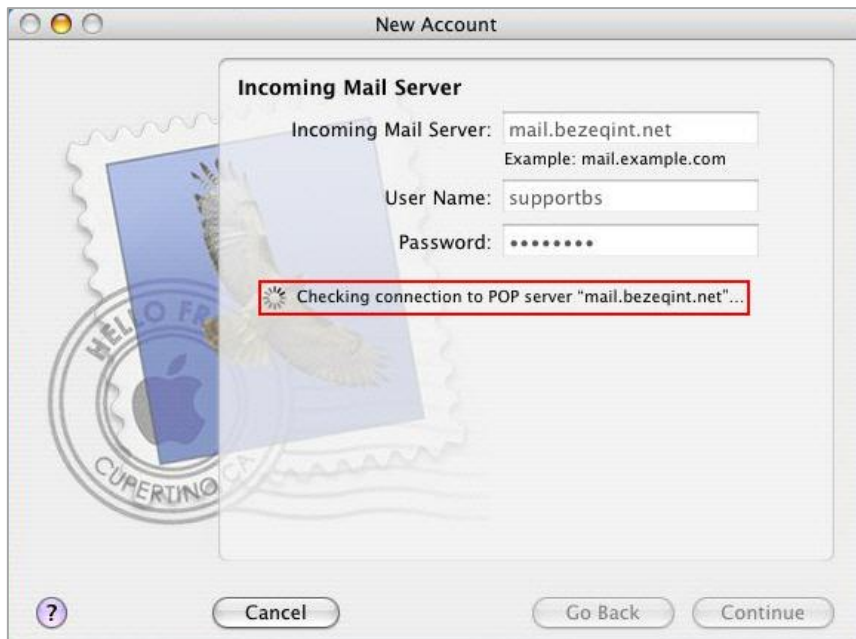 New Account
Incoming Mail Server
Incoming Mail Server: mail.bezeqint.net
Example: mail.example.com
User Name: supportbs
Password: ••••••••
Checking connection to POP server “mail.bezeqint.net”...
HELLO FR
CUPERTINO CA
? Cancel Go Back Continue